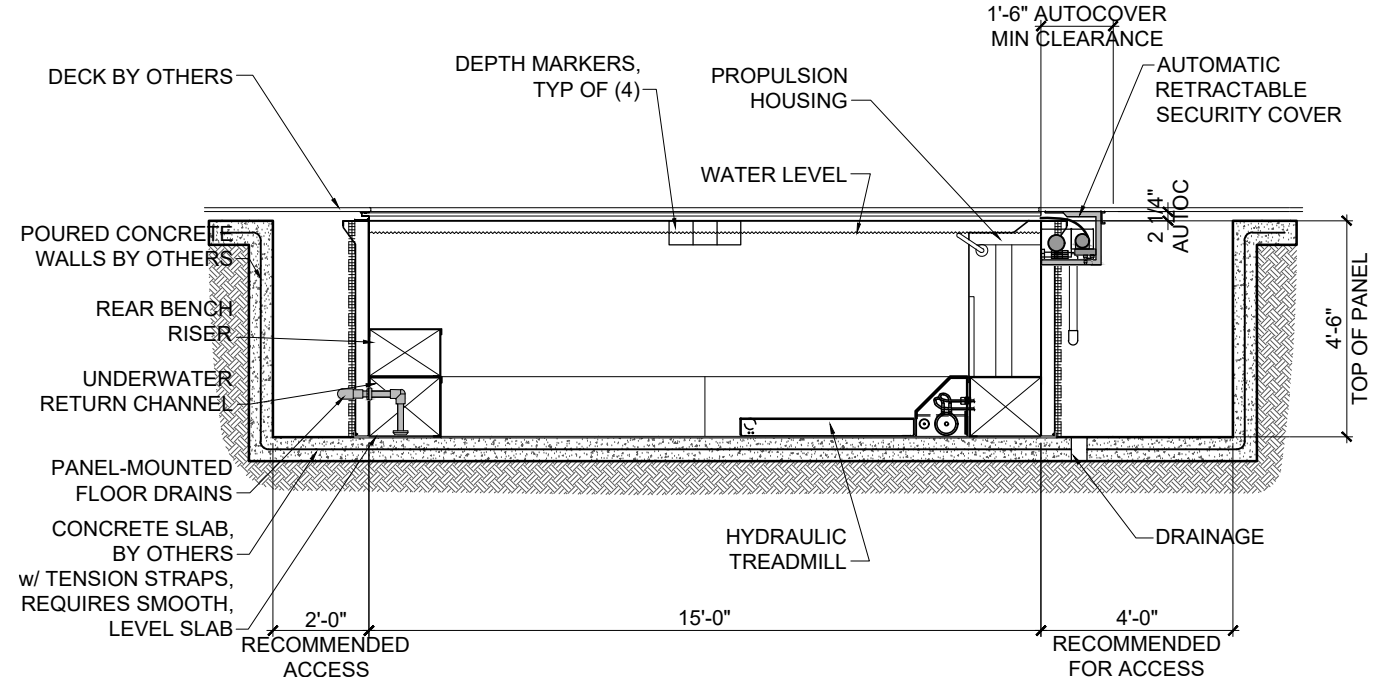 1'-6" AUTOCOVER
MIN CLEARANCE
DECK BY OTHERS
DEPTH MARKERS,
TYP OF (4)
PROPULSION
HOUSING
AUTOMATIC
RETRACTABLE
SECURITY COVER
WATER LEVEL
2 1/4"
AUTOC
POURED CONCRETE
WALLS BY OTHERS
REAR BENCH
RISER
4'-6"
TOP OF PANEL
UNDERWATER
RETURN CHANNEL
PANEL-MOUNTED
FLOOR DRAINS
CONCRETE SLAB,
BY OTHERS
w/ TENSION STRAPS,
REQUIRES SMOOTH,
LEVEL SLAB
HYDRAULIC
TREADMILL
DRAINAGE
2'-0"
RECOMMENDED
ACCESS
15'-0"
4'-0"
RECOMMENDED
FOR ACCESS